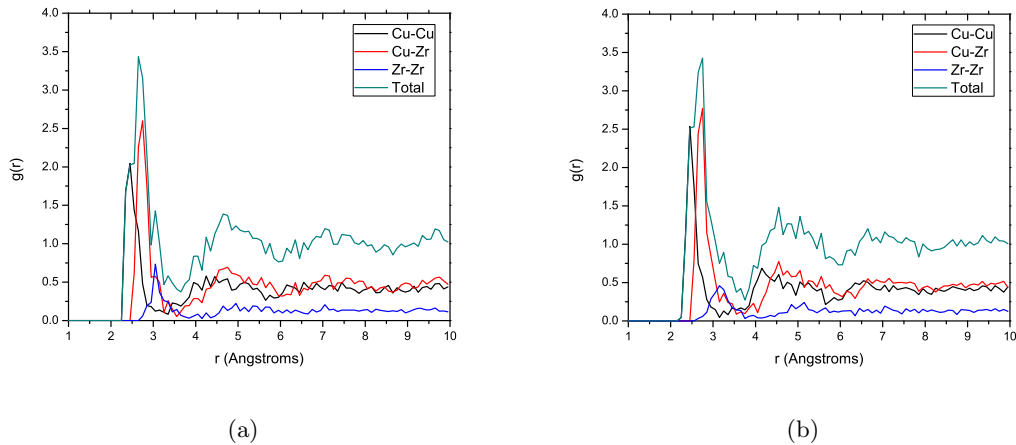 4.0
3.5
3.0
2.5
2.0
1.5
1.0
0.5
0.0
g(r)
1 2 3 4 5 6 7 8 9 10
r (Angstroms)
Cu-Cu
Cu-Zr
Zr-Zr
Total
(a)
4.0
3.5
3.0
2.5
2.0
1.5
1.0
0.5
0.0
g(r)
1 2 3 4 5 6 7 8 9 10
r (Angstroms)
Cu-Cu
Cu-Zr
Zr-Zr
Total
(b)